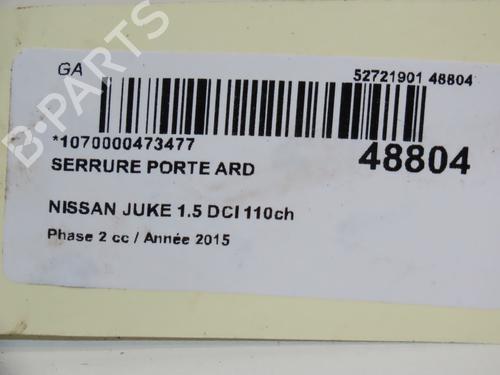 GA
52721901 48804
*1070000473477
48804
SERRURE PORTE ARD
NISSAN JUKE 1.5 DCI 110ch
Phase 2 cc / Année 2015
B-PARTS